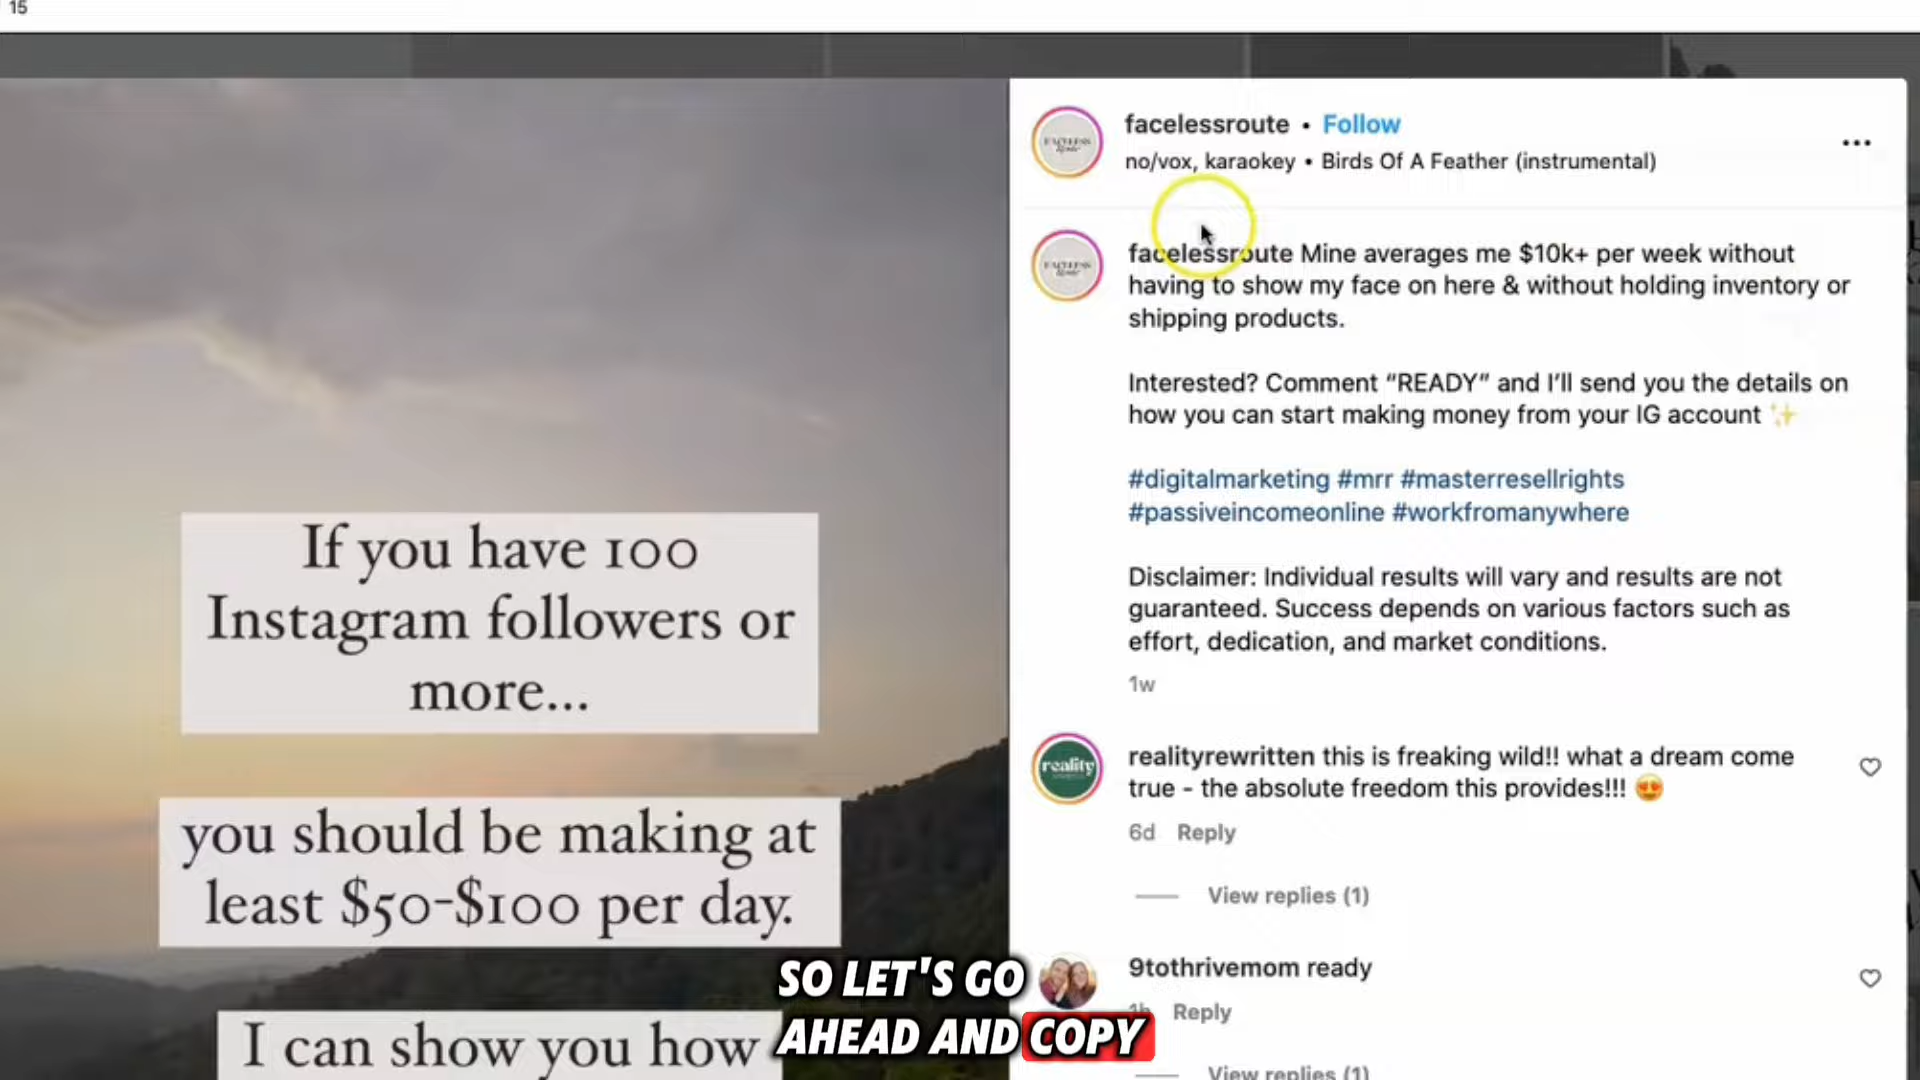 15
If you have 100
Instagram followers or
more...
you should be making at
least $50-$100 per day.
I can show you how
facelessroute • Follow
no/vox, karaokey • Birds Of A Feather (instrumental)
facelessroute Mine averages me $10k+ per week without
having to show my face on here & without holding inventory or
shipping products.
Interested? Comment “READY” and I’ll send you the details on
how you can start making money from your IG account ✨
#digitalmarketing #mrr #masterresellrights
#passiveincomeonline #workfromanywhere
Disclaimer: Individual results will vary and results are not
guaranteed. Success depends on various factors such as
effort, dedication, and market conditions.
1w
reality
realityrewritten this is freaking wild!! what a dream come
true - the absolute freedom this provides!!! 😍
6d Reply
View replies (1)
9tothrivemom ready
1h Reply
View replies (1)
SO LET'S GO
AHEAD AND COPY